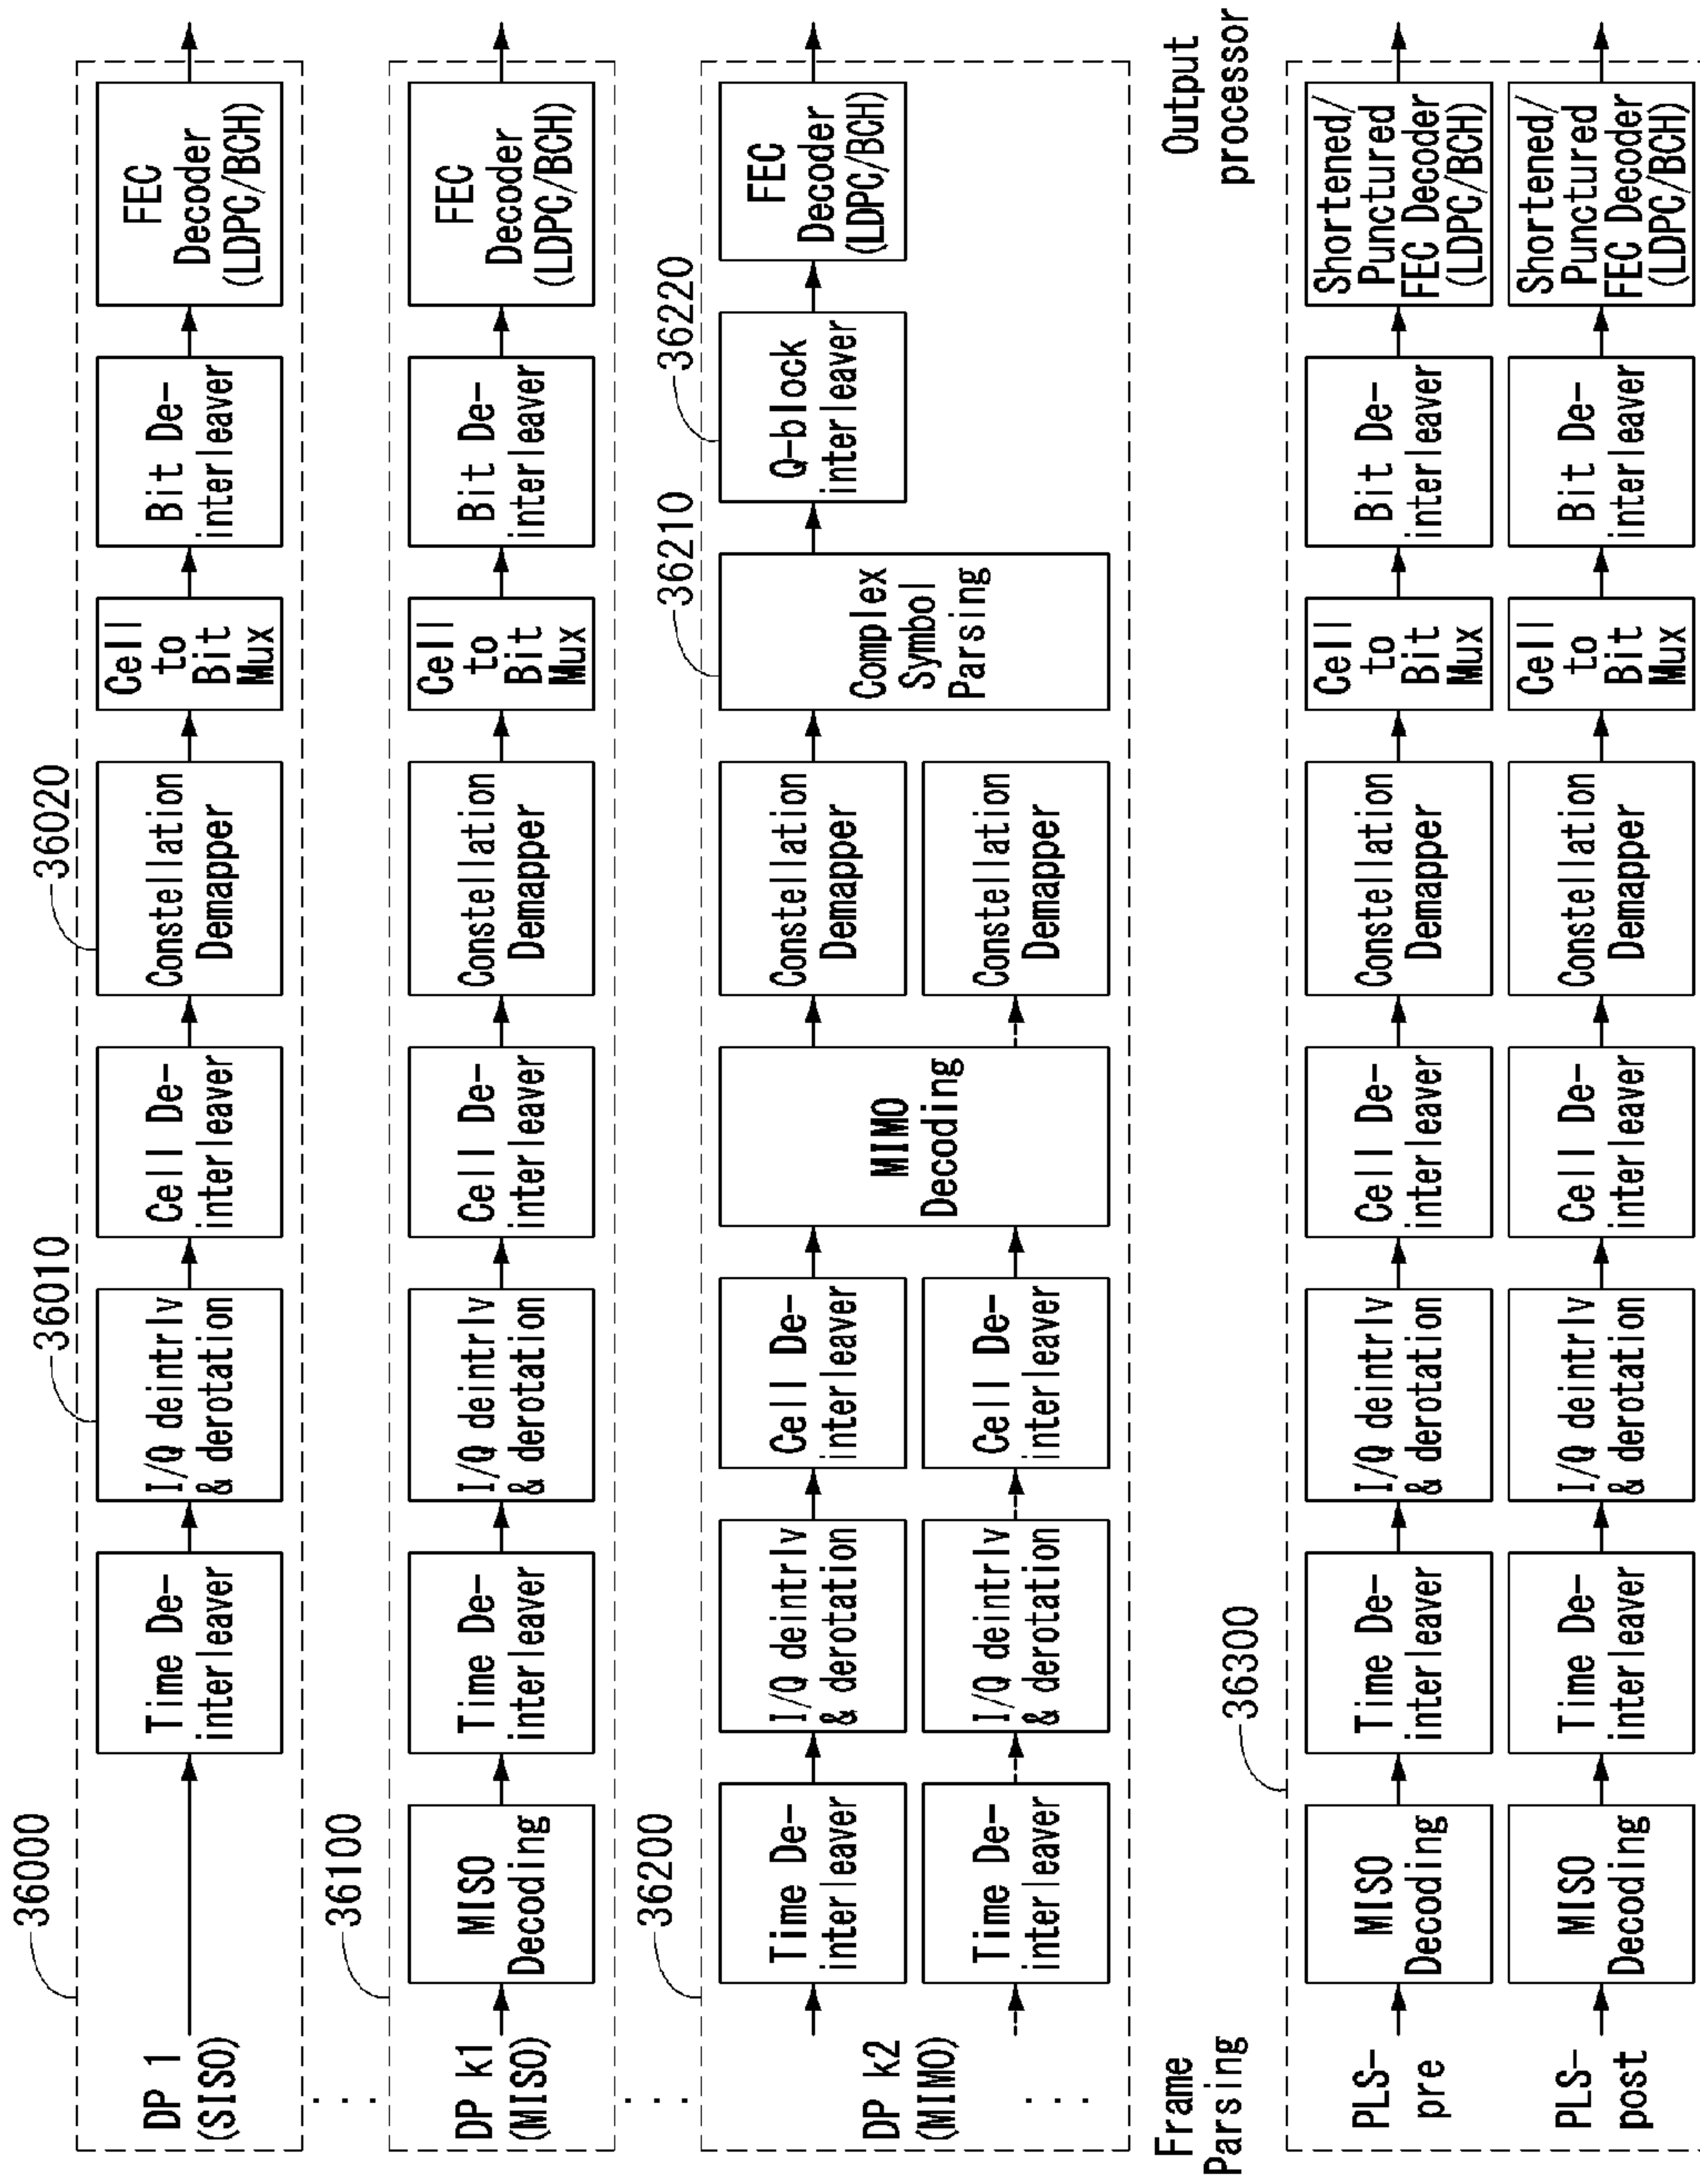 36000
36010
36020
DP 1
(SISO)
Time De-
interleaver
I/Q deintrlv
& derotation
Cell De-
interleaver
Constellation
Demapper
Cell
to
Bit
Mux
Bit De-
interleaver
FEC
Decoder
(LDPC/BCH)
. . .
36100
DP k1
(MISO)
MISO
Decoding
Time De-
interleaver
I/Q deintrlv
& derotation
Cell De-
interleaver
Constellation
Demapper
Cell
to
Bit
Mux
Bit De-
interleaver
FEC
Decoder
(LDPC/BCH)
. . .
36200
36210
36220
DP k2
(MIMO)
Time De-
interleaver
I/Q deintrlv
& derotation
Cell De-
interleaver
MIMO
Decoding
Constellation
Demapper
Complex
Symbol
Parsing
Q-block
interleaver
FEC
Decoder
(LDPC/BCH)
Time De-
interleaver
I/Q deintrlv
& derotation
Cell De-
interleaver
Constellation
Demapper
. . .
Frame
Parsing
Output
processor
36300
PLS-
pre
MISO
Decoding
Time De-
interleaver
I/Q deintrlv
& derotation
Cell De-
interleaver
Constellation
Demapper
Cell
to
Bit
Mux
Bit De-
interleaver
Shortened/
Punctured
FEC Decoder
(LDPC/BCH)
PLS-
post
MISO
Decoding
Time De-
interleaver
I/Q deintrlv
& derotation
Cell De-
interleaver
Constellation
Demapper
Cell
to
Bit
Mux
Bit De-
interleaver
Shortened/
Punctured
FEC Decoder
(LDPC/BCH)